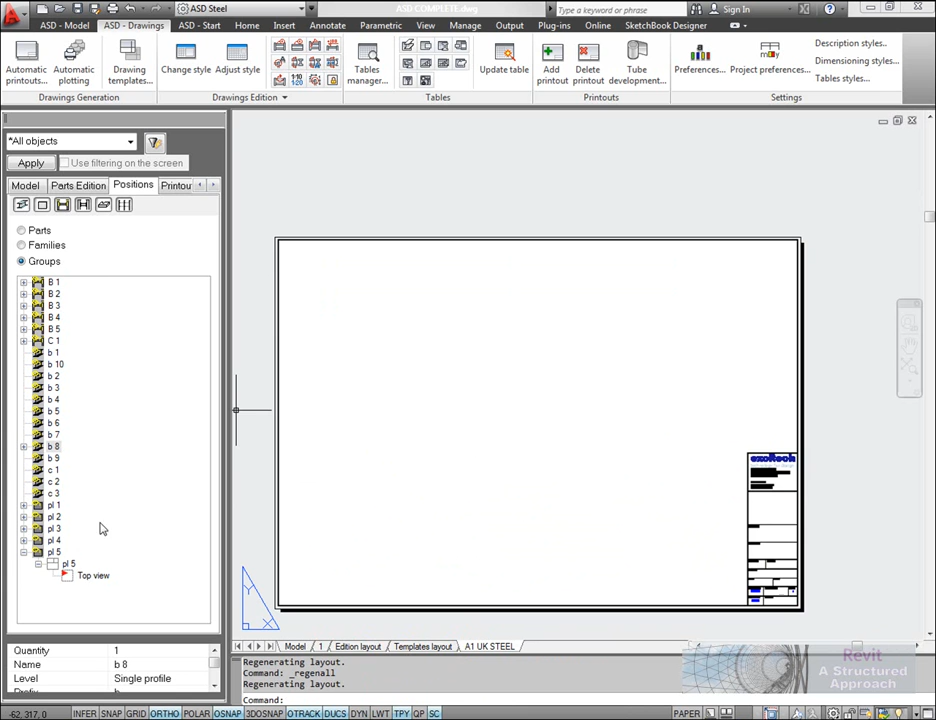 ASD Steel
ASD COMPLETE.dwg
Type a keyword or phrase
Sign In
ASD - Model
ASD - Drawings
ASD - Start
Home
Insert
Annotate
Parametric
View
Manage
Output
Plug-ins
Online
SketchBook Designer
Automatic printouts...
Automatic plotting
Drawing templates...
Change style
Adjust style
Tables manager...
Update table
Add printout
Delete printout
Tube development...
Preferences...
Project preferences...
Description styles..
Dimensioning styles...
Tables styles...
Drawings Generation
Drawings Edition
Tables
Printouts
Settings
*All objects
Apply
Use filtering on the screen
Model
Parts Edition
Positions
Printou
Parts
Families
Groups
B 1
B 2
B 3
B 4
B 5
C 1
b 1
b 10
b 2
b 3
b 4
b 5
b 6
b 7
b 8
b 9
c 1
c 2
c 3
pl 1
pl 2
pl 3
pl 4
pl 5
pl 5
Top view
Quantity 1
Name b 8
Level Single profile
Prefix b
Y
X
Model
1
Edition layout
Templates layout
A1 UK STEEL
Regenerating layout.
Command: _regenall
Regenerating layout.
Command:
Revit
A Structured
Approach
-62, 317, 0
INFER SNAP GRID ORTHO POLAR OSNAP 3DOSNAP OTRACK DUCS DYN LWT TPY QP SC
PAPER